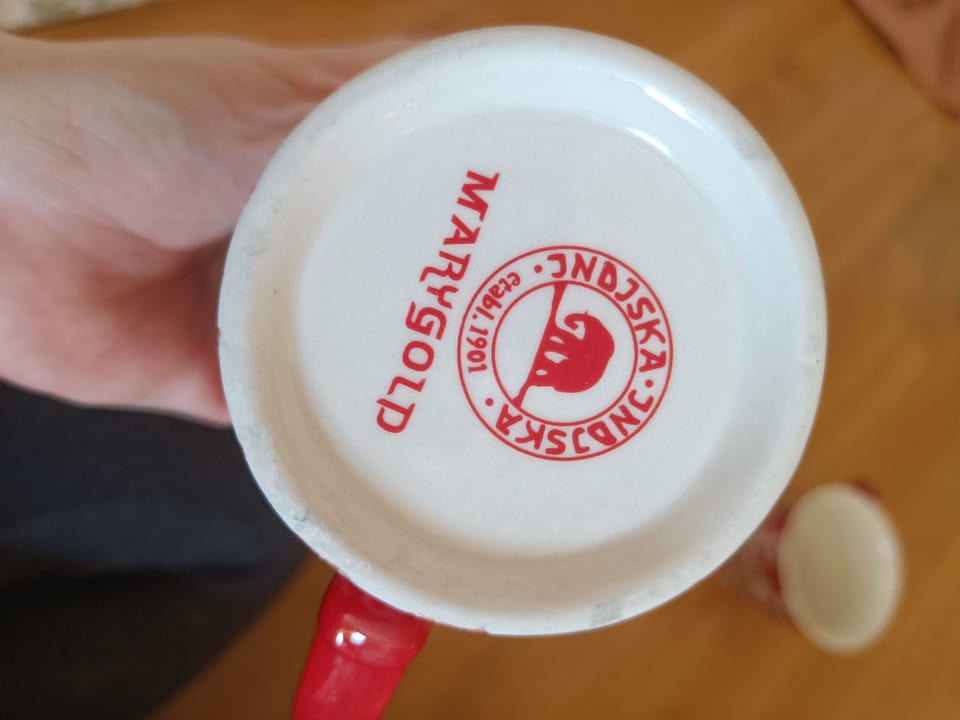 JNDJSKA · JNDJSKA ·
etabl. 1901
MARYGOLD